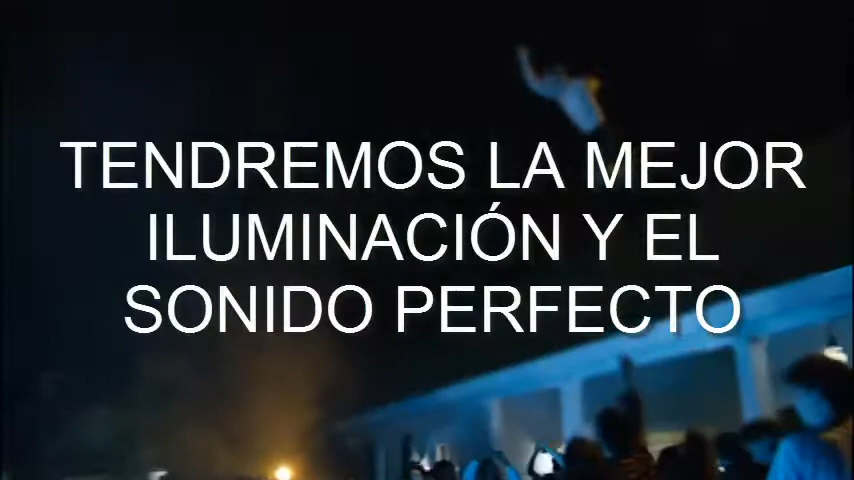 TENDREMOS LA MEJOR
ILUMINACIÓN Y EL
SONIDO PERFECTO